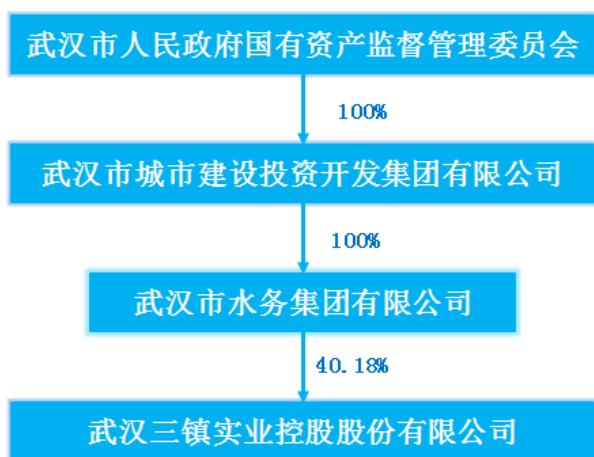 武汉市人民政府国有资产监督管理委员会
100%
武汉市城市建设投资开发集团有限公司
100%
武汉市水务集团有限公司
40.18%
武汉三镇实业控股股份有限公司